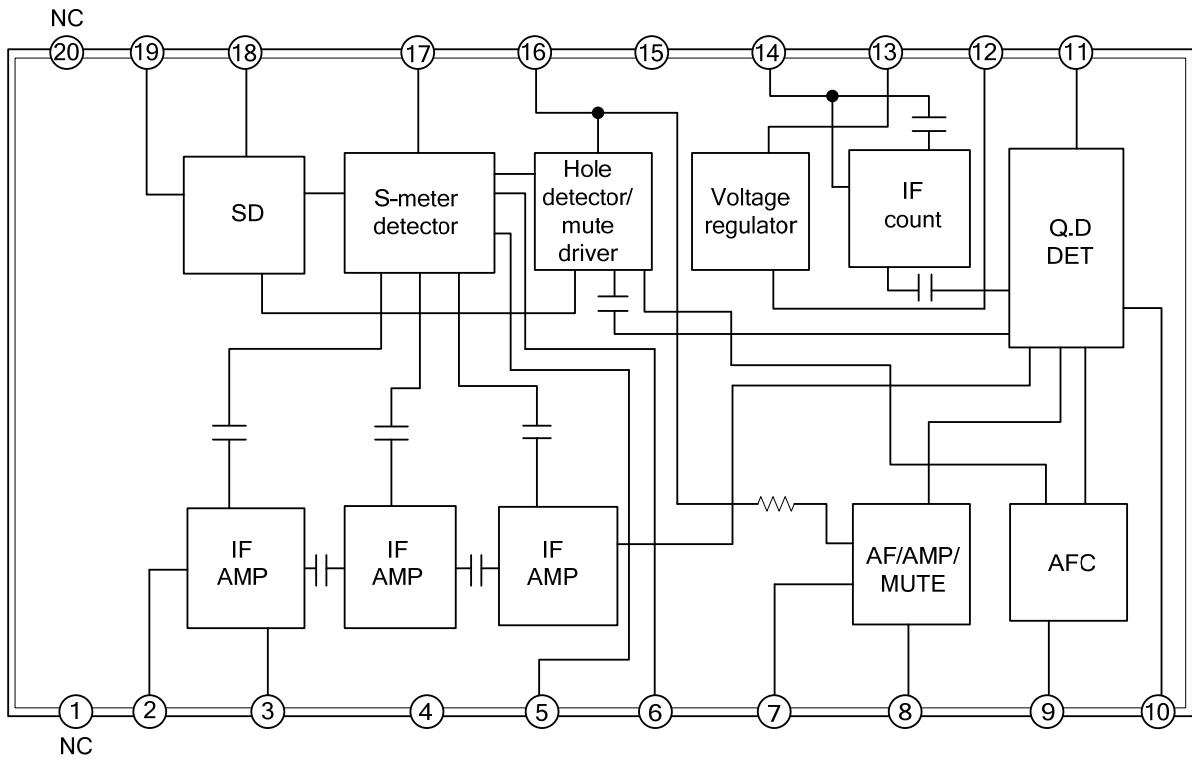 NC
20
19
18
17
16
15
14
13
12
11
SD
S-meter
detector
Hole
detector/
mute
driver
Voltage
regulator
IF
count
Q.D
DET
IF
AMP
IF
AMP
IF
AMP
AF/AMP/
MUTE
AFC
1
2
3
4
5
6
7
8
9
10
NC